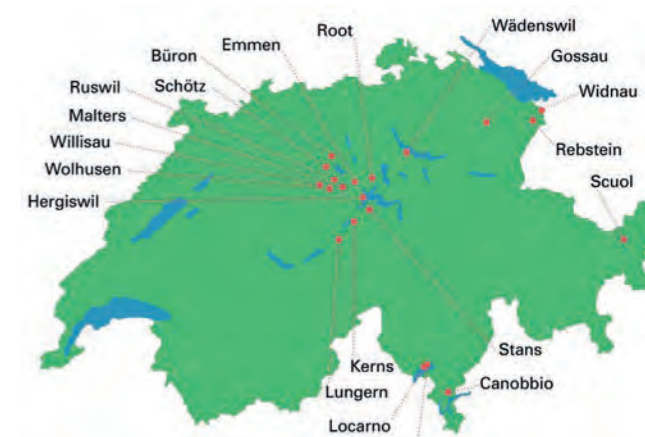 Wädenswil
Root
Emmen
Gossau
Büron
Schötz
Ruswil
Widnau
Malters
Willisau
Rebstein
Wolhusen
Scuol
Hergiswil
Stans
Kerns
Canobbio
Lungern
Locarno